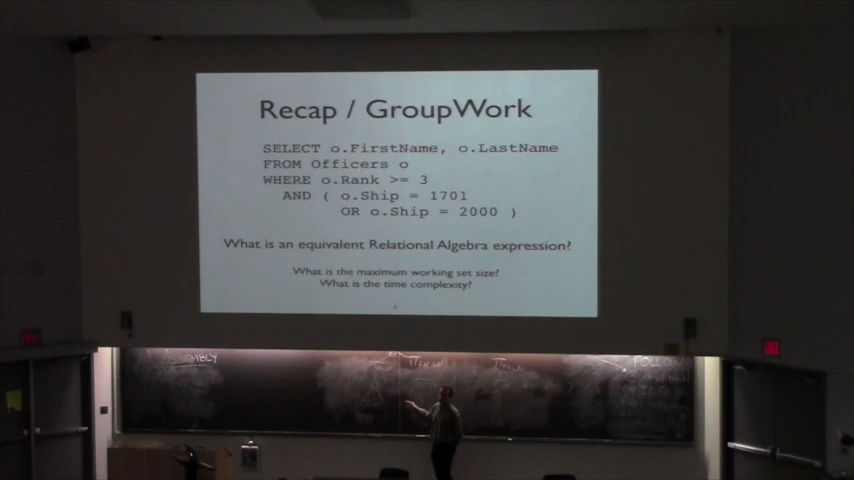 Recap / GroupWork
SELECT o.FirstName, o.LastName
FROM Officers o
WHERE o.Rank >= 3
AND ( o.Ship = 1701
OR o.Ship = 2000 )
What is an equivalent Relational Algebra expression?
What is the maximum working set size?
What is the time complexity?